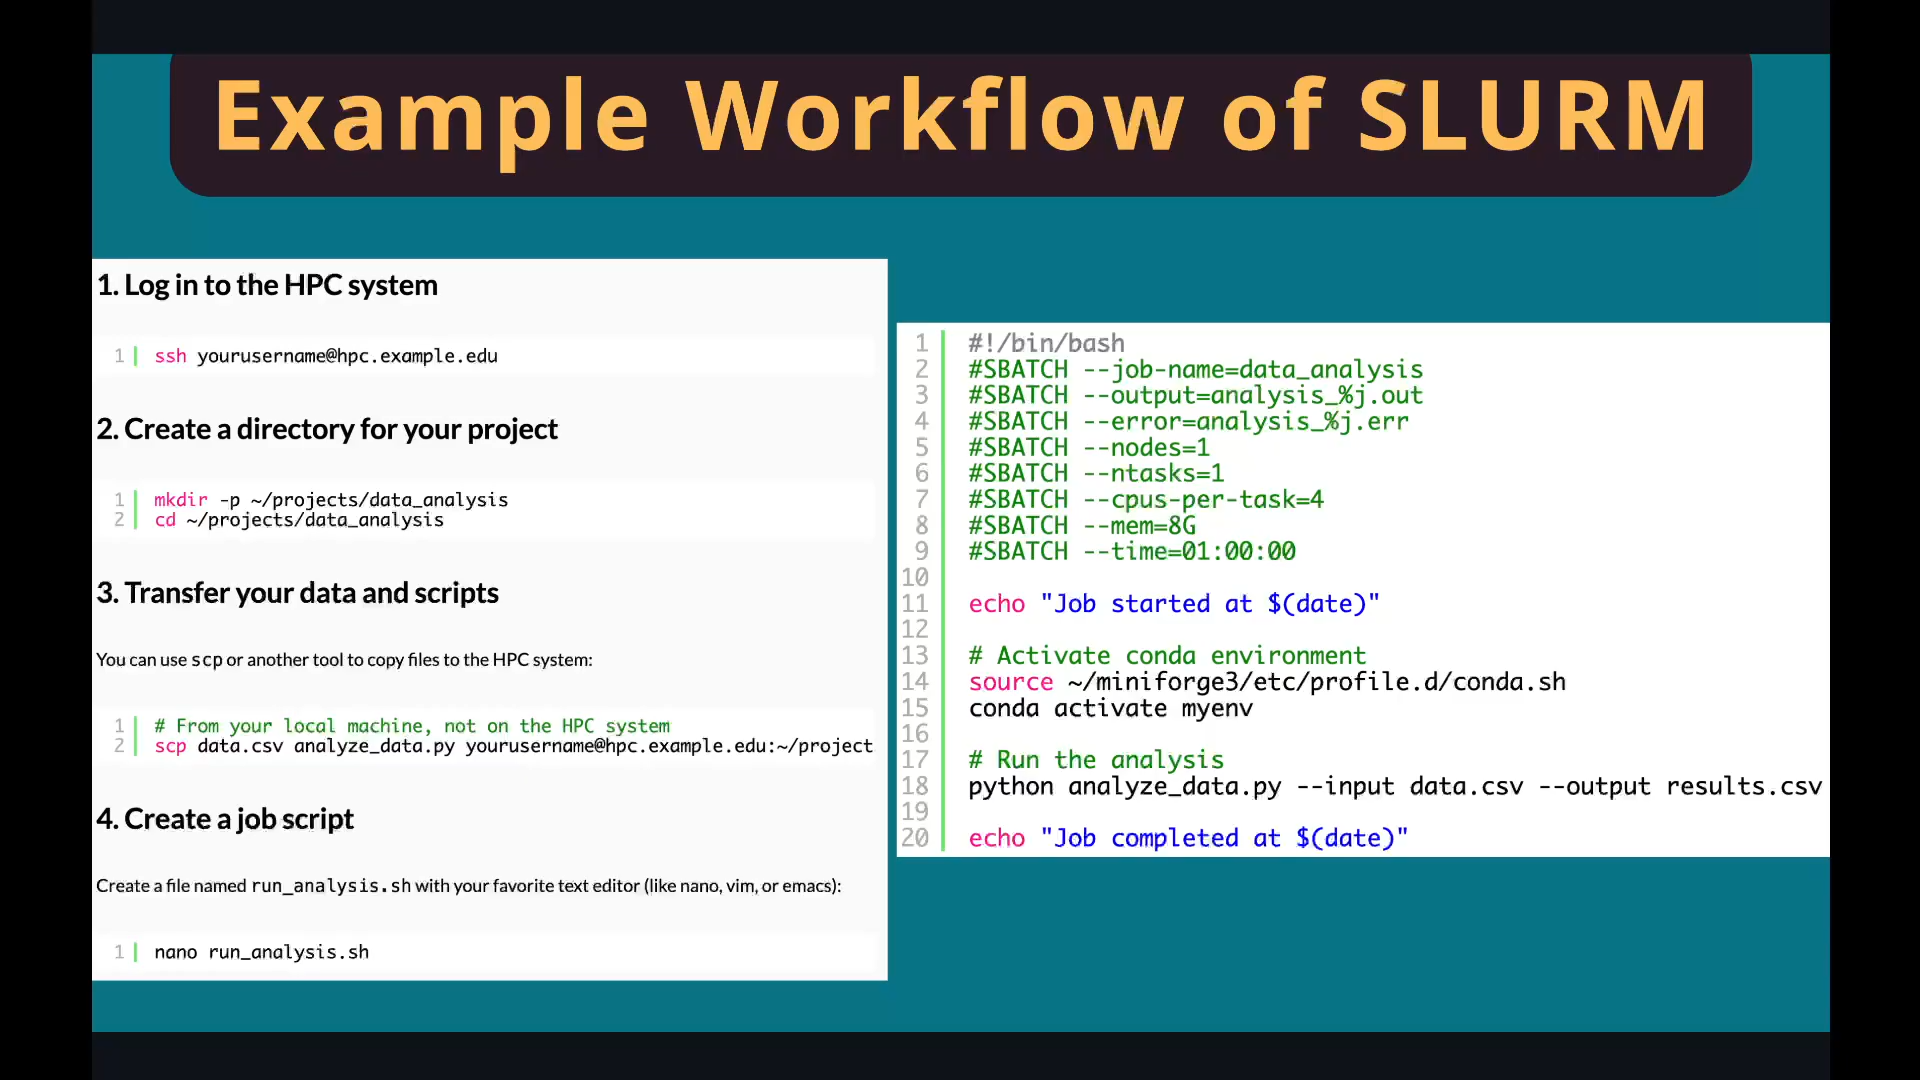 Example Workflow of SLURM
1. Log in to the HPC system
1 ssh yourusername@hpc.example.edu
2. Create a directory for your project
1 mkdir -p ~/projects/data_analysis
2 cd ~/projects/data_analysis
3. Transfer your data and scripts
You can use scp or another tool to copy files to the HPC system:
1 # From your local machine, not on the HPC system
2 scp data.csv analyze_data.py yourusername@hpc.example.edu:~/project
4. Create a job script
Create a file named run_analysis.sh with your favorite text editor (like nano, vim, or emacs):
1 nano run_analysis.sh
1 #!/bin/bash
2 #SBATCH --job-name=data_analysis
3 #SBATCH --output=analysis_%j.out
4 #SBATCH --error=analysis_%j.err
5 #SBATCH --nodes=1
6 #SBATCH --ntasks=1
7 #SBATCH --cpus-per-task=4
8 #SBATCH --mem=8G
9 #SBATCH --time=01:00:00
10
11 echo "Job started at $(date)"
12
13 # Activate conda environment
14 source ~/miniforge3/etc/profile.d/conda.sh
15 conda activate myenv
16
17 # Run the analysis
18 python analyze_data.py --input data.csv --output results.csv
19
20 echo "Job completed at $(date)"